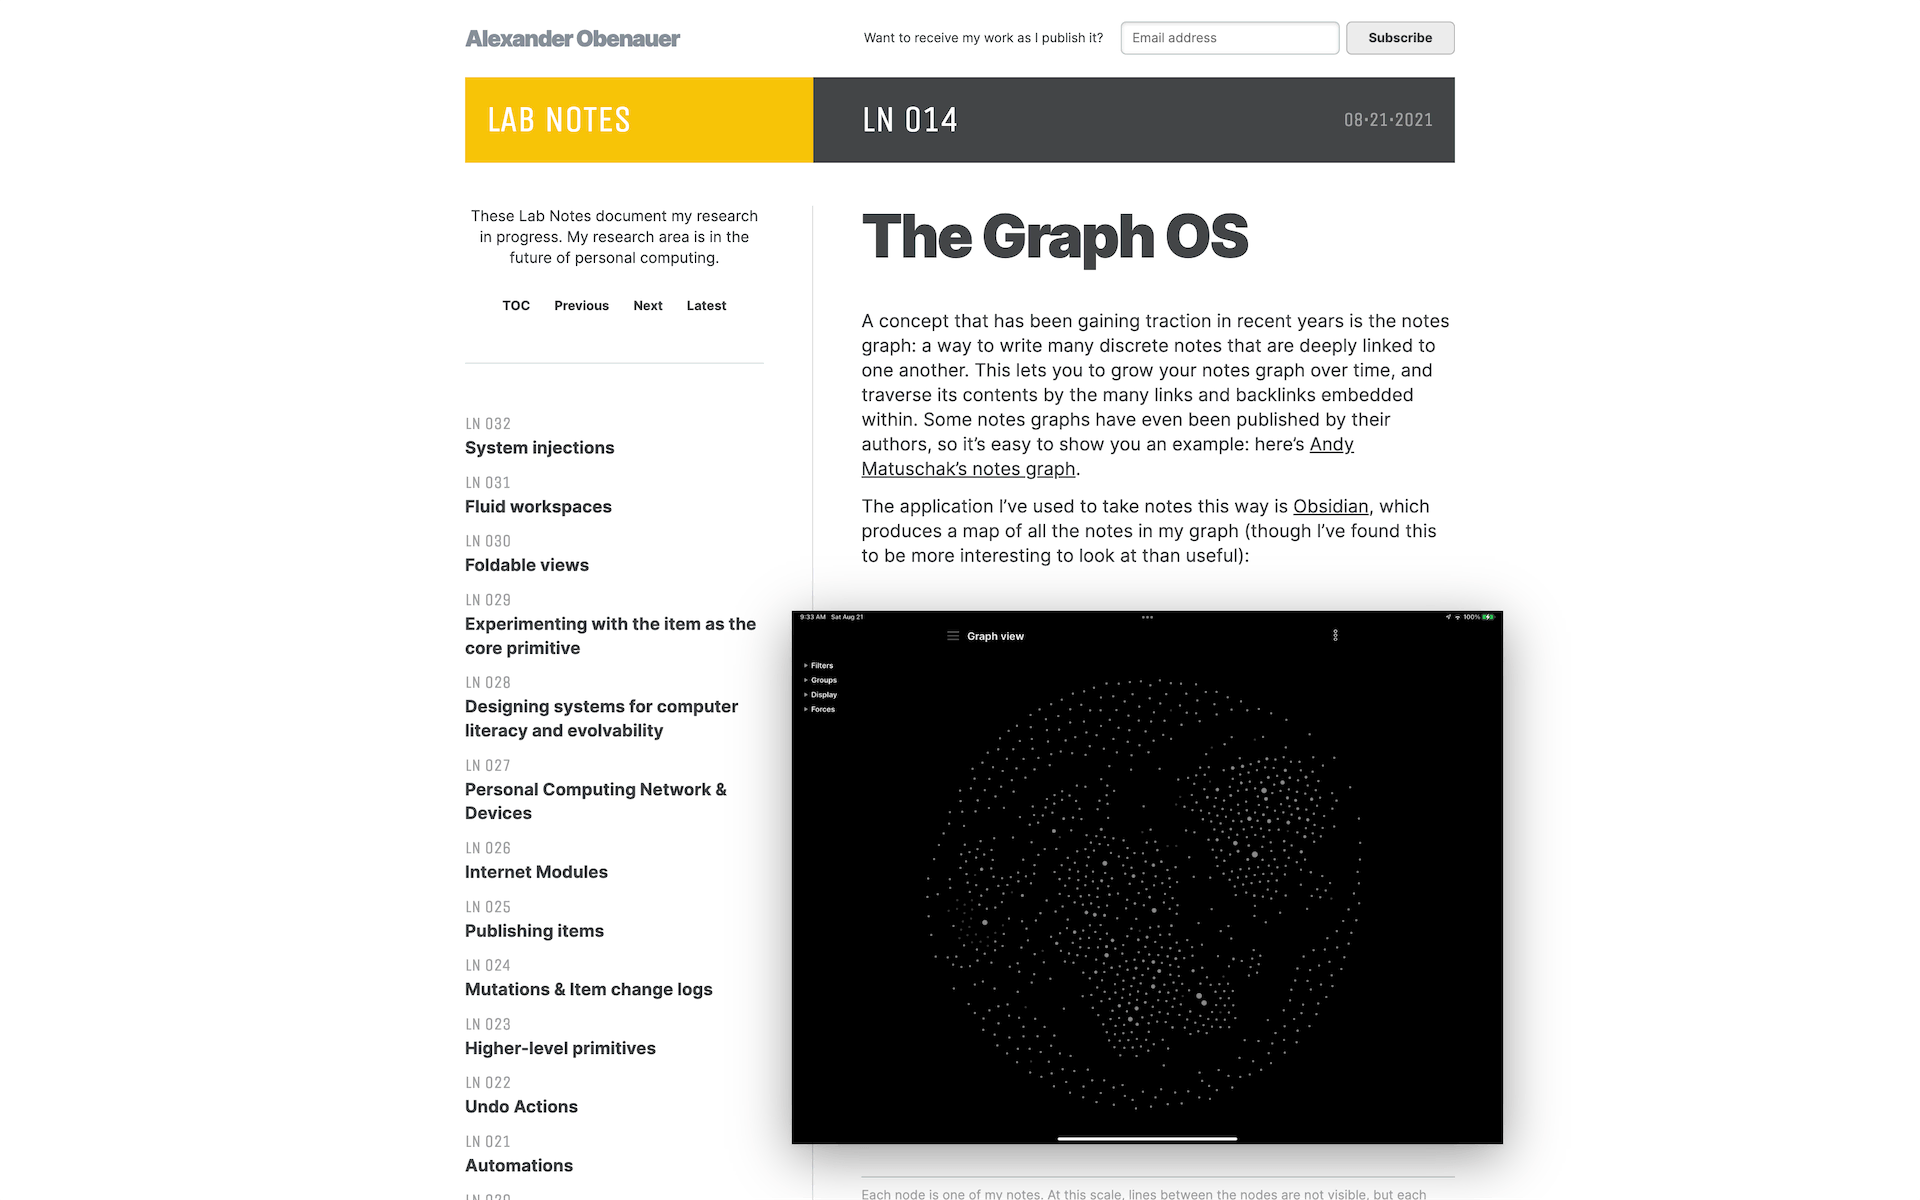 Alexander Obenauer
Want to receive my work as I publish it?
Email address
Subscribe
LAB NOTES
LN 014
08·21·2021
These Lab Notes document my research
in progress. My research area is in the
future of personal computing.
TOC Previous Next Latest
LN 032
System injections
LN 031
Fluid workspaces
LN 030
Foldable views
LN 029
Experimenting with the item as the
core primitive
LN 028
Designing systems for computer
literacy and evolvability
LN 027
Personal Computing Network &
Devices
LN 026
Internet Modules
LN 025
Publishing items
LN 024
Mutations & Item change logs
LN 023
Higher-level primitives
LN 022
Undo Actions
LN 021
Automations
LN 020
The Graph OS
A concept that has been gaining traction in recent years is the notes
graph: a way to write many discrete notes that are deeply linked to
one another. This lets you to grow your notes graph over time, and
traverse its contents by the many links and backlinks embedded
within. Some notes graphs have even been published by their
authors, so it’s easy to show you an example: here’s Andy
Matuschak’s notes graph.
The application I’ve used to take notes this way is Obsidian, which
produces a map of all the notes in my graph (though I’ve found this
to be more interesting to look at than useful):
9:33 AM Sat Aug 21
100%
Graph view
Filters
Groups
Display
Forces
Each node is one of my notes. At this scale, lines between the nodes are not visible, but each